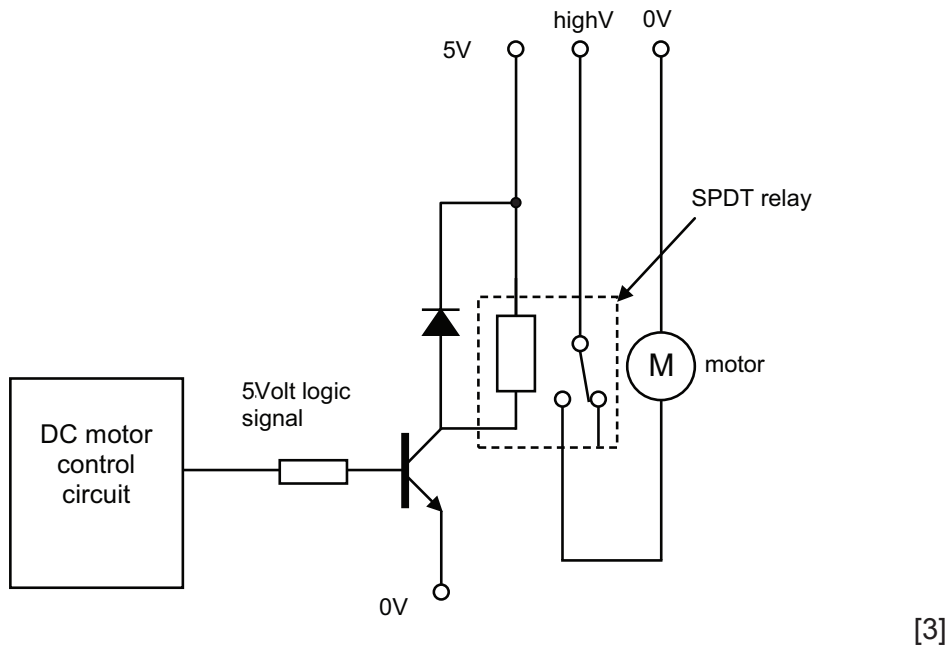 highV 0V
5V
SPDT relay
M motor
5Volt logic
signal
DC motor
control
circuit
0V
[3]